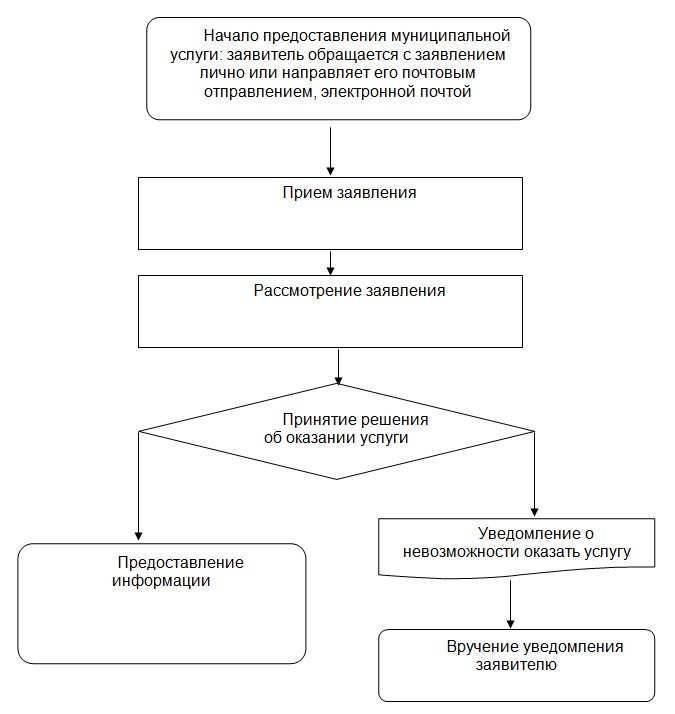 Начало предоставления муниципальной
услуги: заявитель обращается с заявлением
лично или направляет его почтовым
отправлением, электронной почтой
Прием заявления
Рассмотрение заявления
Принятие решения
об оказании услуги
Уведомление о
невозможности оказать услугу
Предоставление
информации
Вручение уведомления
заявителю